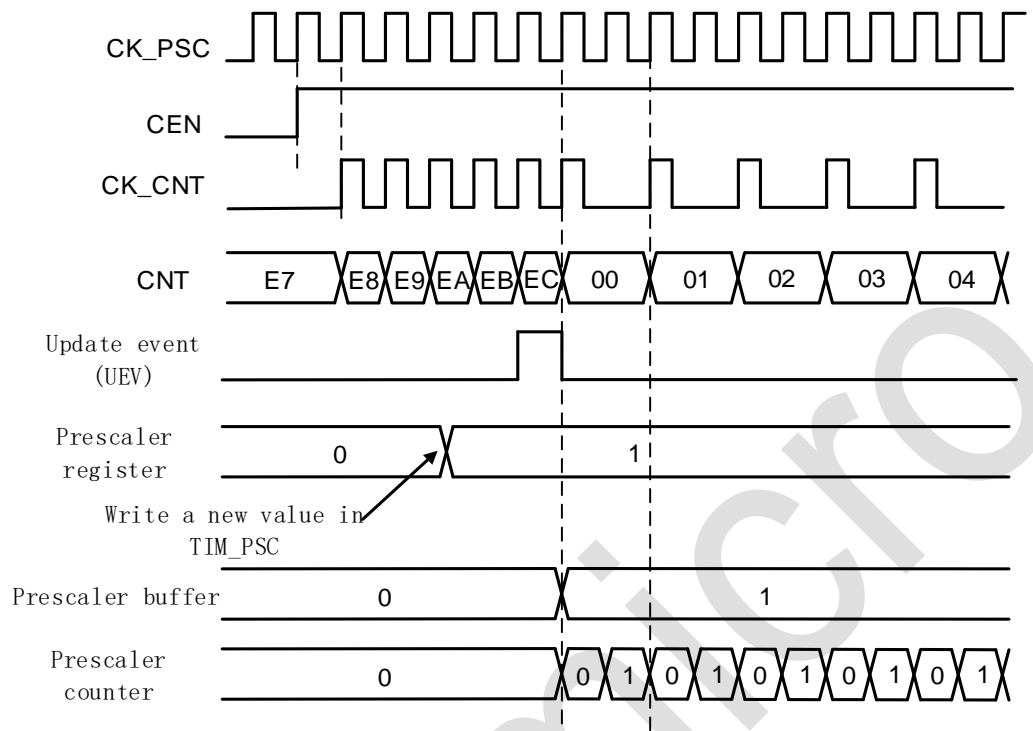 CK_PSC
CEN
CK_CNT
CNT E7 E8 E9 EA EB EC 00 01 02 03 04
Update event
(UEV)
Prescaler
register 0 1
Write a new value in
TIM_PSC
Prescaler buffer 0 1
Prescaler
counter 0 0 1 0 1 0 1 0 1 0 1
micro